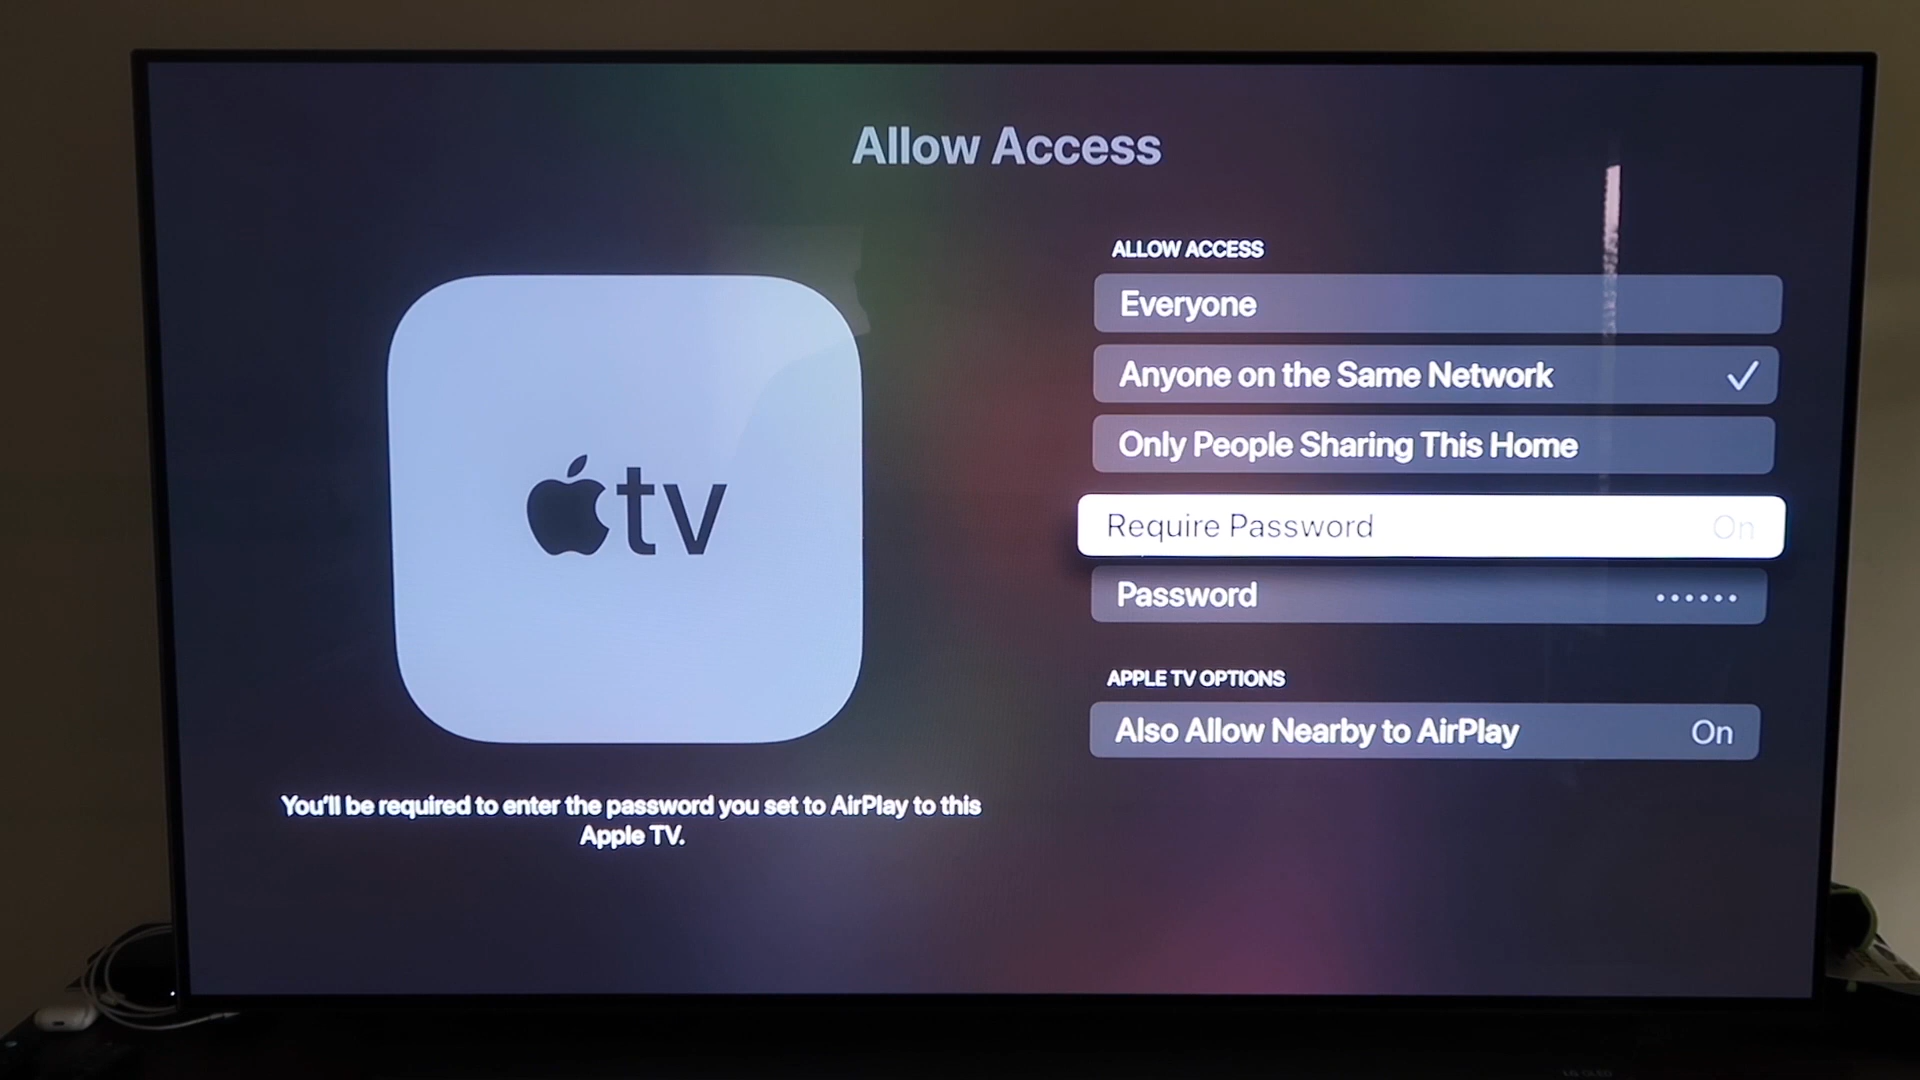 Allow Access
ALLOW ACCESS
Everyone
Anyone on the Same Network
Only People Sharing This Home
Require Password On
Password ••••••
tv
APPLE TV OPTIONS
Also Allow Nearby to AirPlay On
You'll be required to enter the password you set to AirPlay to this
Apple TV.